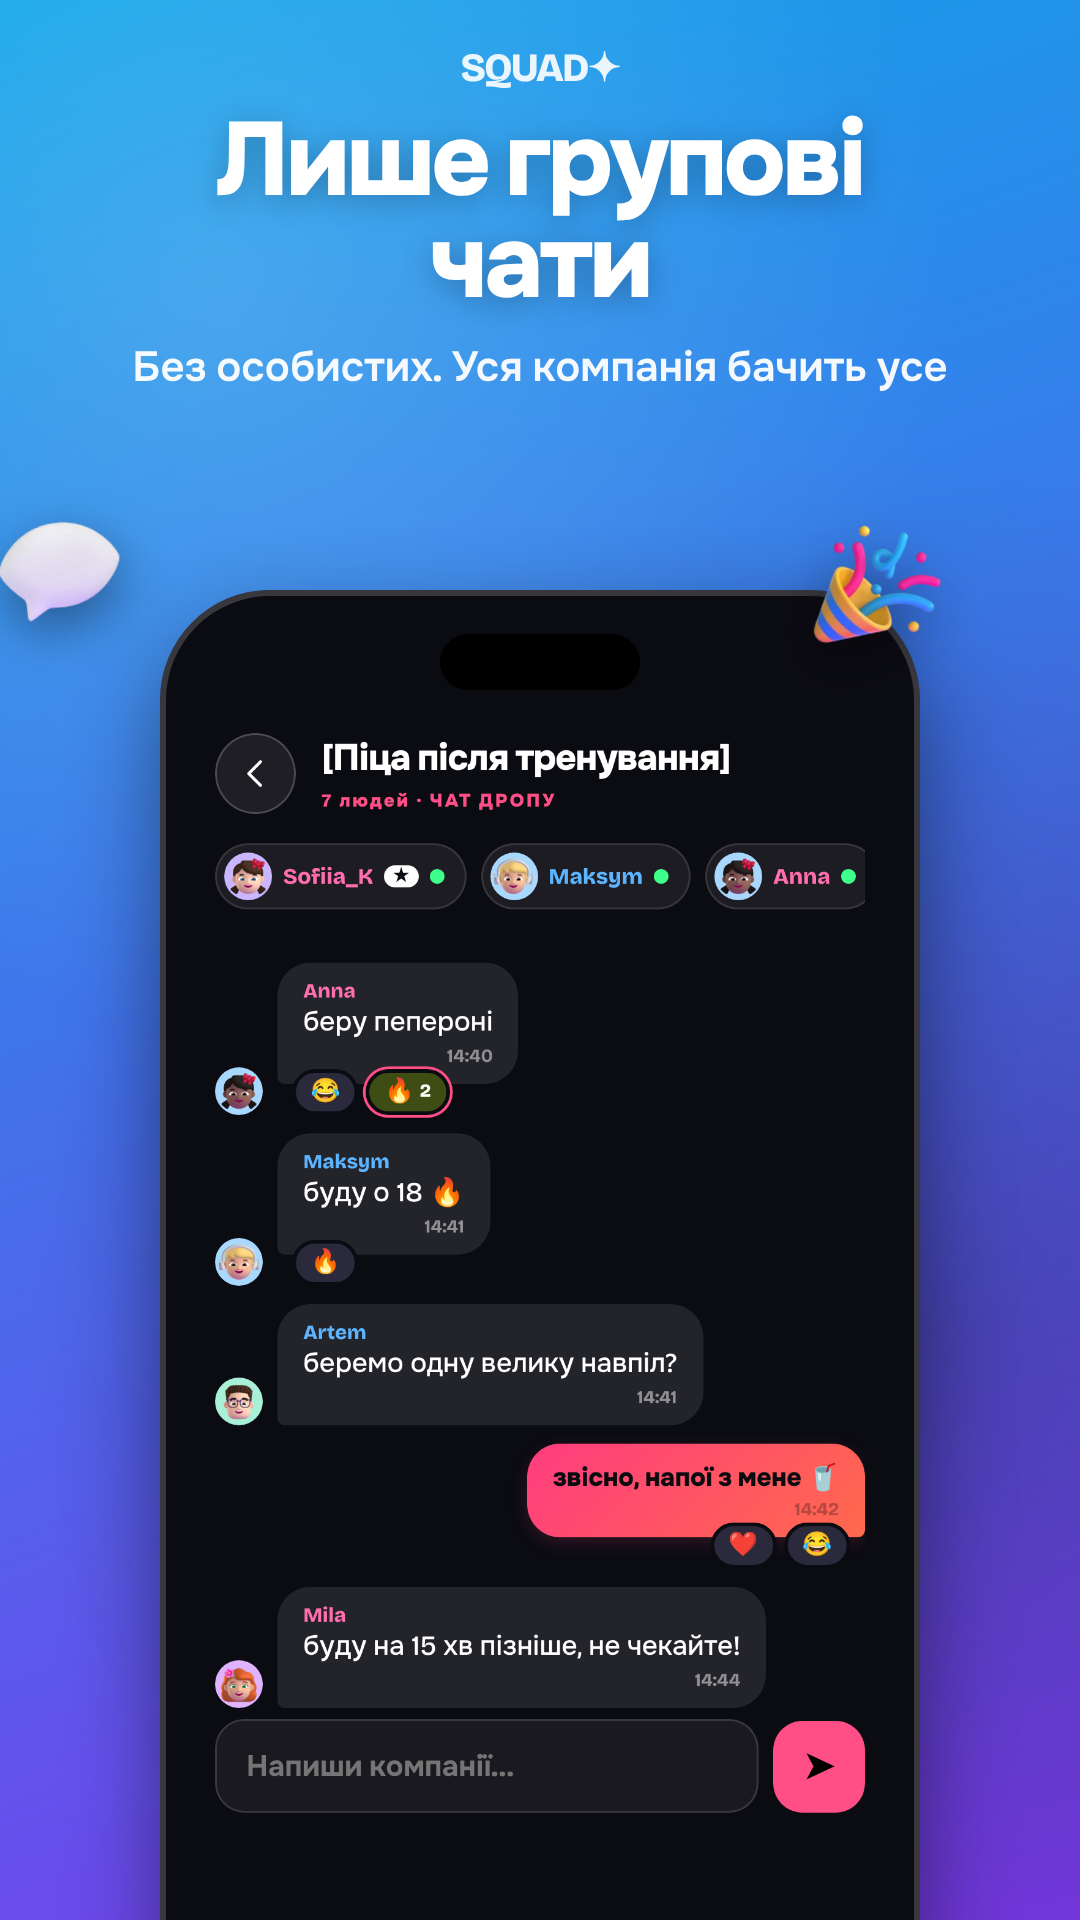 SQUAD
Лише групові
чати
Без особистих. Уся компанія бачить усе
[Піца після тренування]
7 людей · ЧАТ ДРОПУ
Sofiia_K ★ Maksym Anna
Anna
беру пепероні
14:40
😂 🔥 2
Maksym
буду о 18 🔥
14:41
🔥
Artem
беремо одну велику навпіл?
14:41
звісно, напої з мене 🥤
14:42
❤️ 😂
Mila
буду на 15 хв пізніше, не чекайте!
14:44
Напиши компанії...